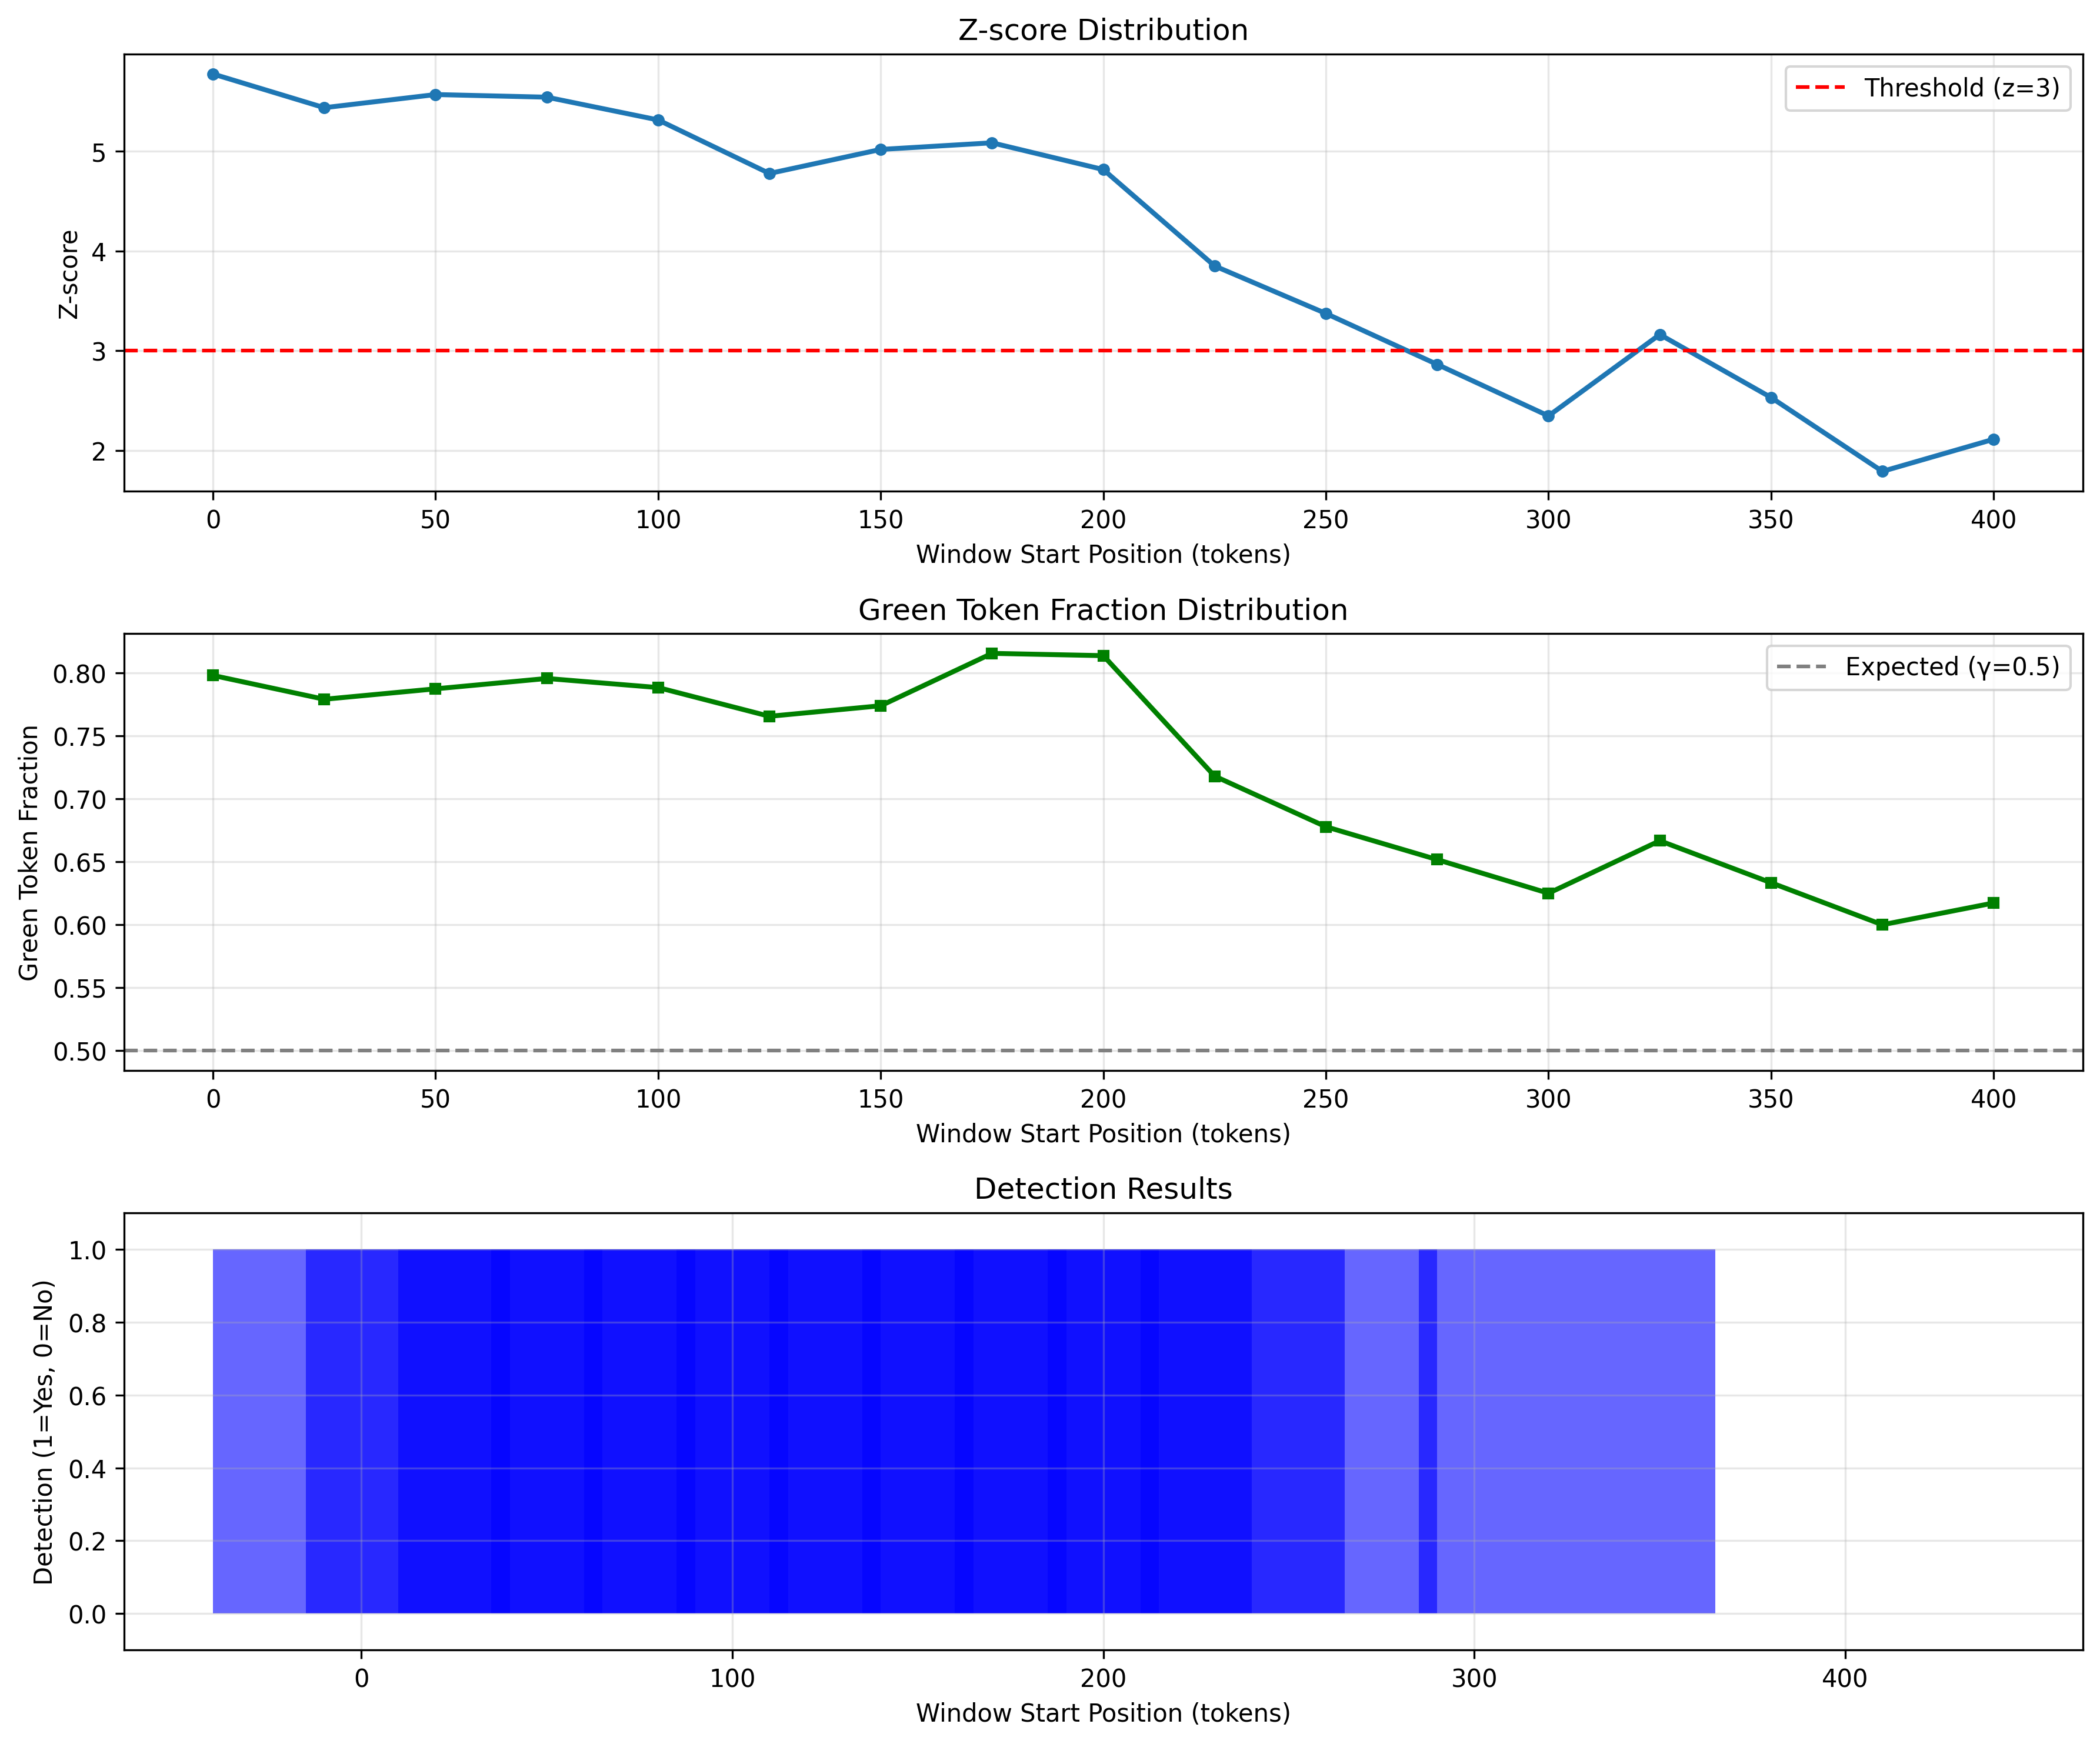 Z-score Distribution
Threshold (z=3)
Z-score
5
4
3
2
0 50 100 150 200 250 300 350 400
Window Start Position (tokens)
Green Token Fraction Distribution
Expected (γ=0.5)
Green Token Fraction
0.80
0.75
0.70
0.65
0.60
0.55
0.50
0 50 100 150 200 250 300 350 400
Window Start Position (tokens)
Detection Results
Detection (1=Yes, 0=No)
1.0
0.8
0.6
0.4
0.2
0.0
0 100 200 300 400
Window Start Position (tokens)